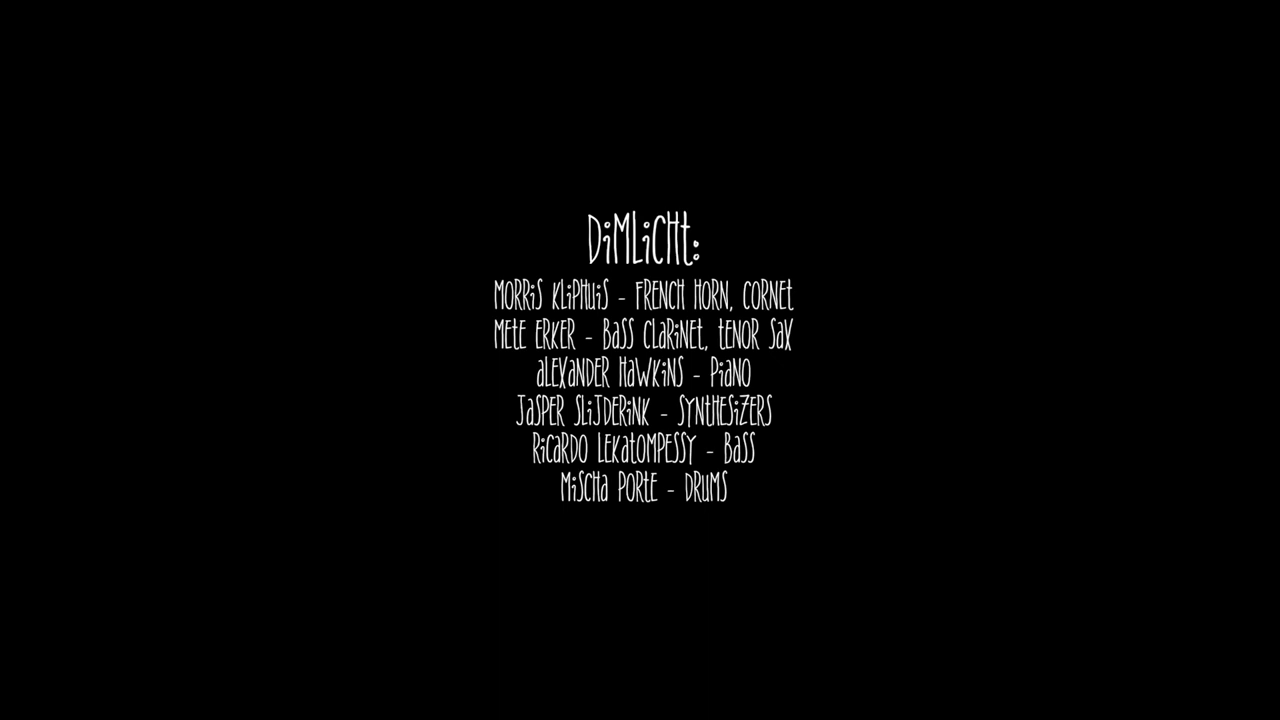 DiMLiCHt:
MORRiS KLiPHuiS - FRENCH HORN, CORNEt
MEtE ERKER - BaSS CLaRiNEt, tENOR SaX
aLEXaNDER HaWKiNS - PiaNO
JaSPER SLiJDERiNK - SYNtHESiZERS
RiCaRDO LEKatOMPESSY - BaSS
MiSCHa PORtE - DRuMS